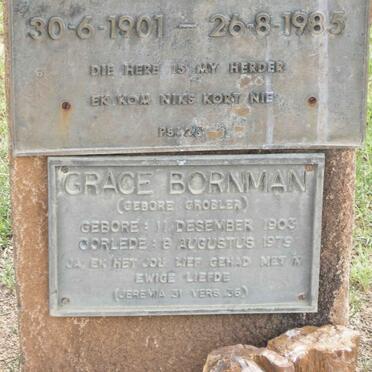 30-6-1901 — 26-8-1985
DIE HERE IS MY HERDER
EK KOM NIKS KORT NIE
PS. 23
GRACE BORNMAN
(GEBORE GROBLER)
GEBORE : 11 DESEMBER 1903
OORLEDE : 8 AUGUSTUS 1979
JA, EK HET JOU LIEF GEHAD MET 'N
EWIGE LIEFDE
(JEREMIA 31 VERS 3B)